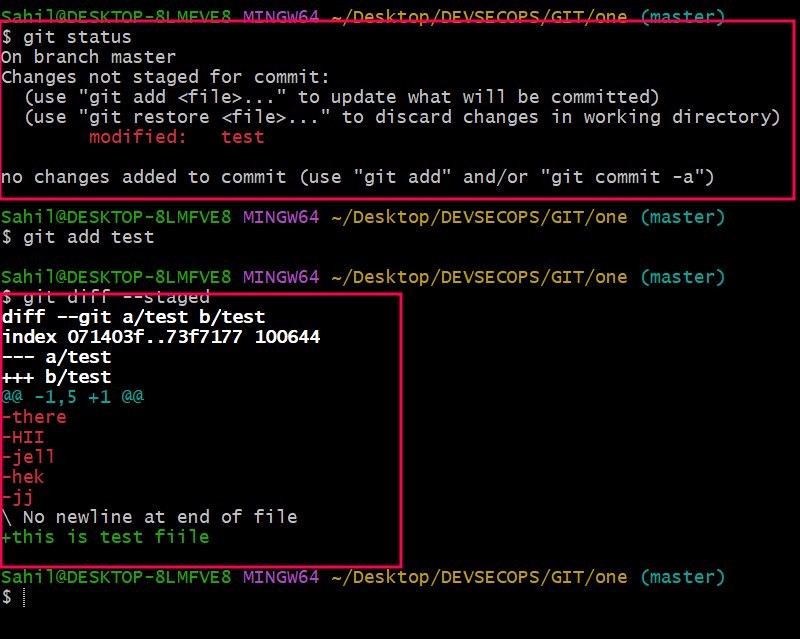 Sahil@DESKTOP-8LMFVE8 MINGW64 ~/Desktop/DEVSECOPS/GIT/one (master)
$ git status
On branch master
Changes not staged for commit:
  (use "git add <file>..." to update what will be committed)
  (use "git restore <file>..." to discard changes in working directory)
        modified:   test

no changes added to commit (use "git add" and/or "git commit -a")

Sahil@DESKTOP-8LMFVE8 MINGW64 ~/Desktop/DEVSECOPS/GIT/one (master)
$ git add test

Sahil@DESKTOP-8LMFVE8 MINGW64 ~/Desktop/DEVSECOPS/GIT/one (master)
$ git diff --staged
diff --git a/test b/test
index 071403f..73f7177 100644
--- a/test
+++ b/test
@@ -1,5 +1 @@
-there
-HII
-jell
-hek
-jj
\ No newline at end of file
+this is test fiile

Sahil@DESKTOP-8LMFVE8 MINGW64 ~/Desktop/DEVSECOPS/GIT/one (master)
$